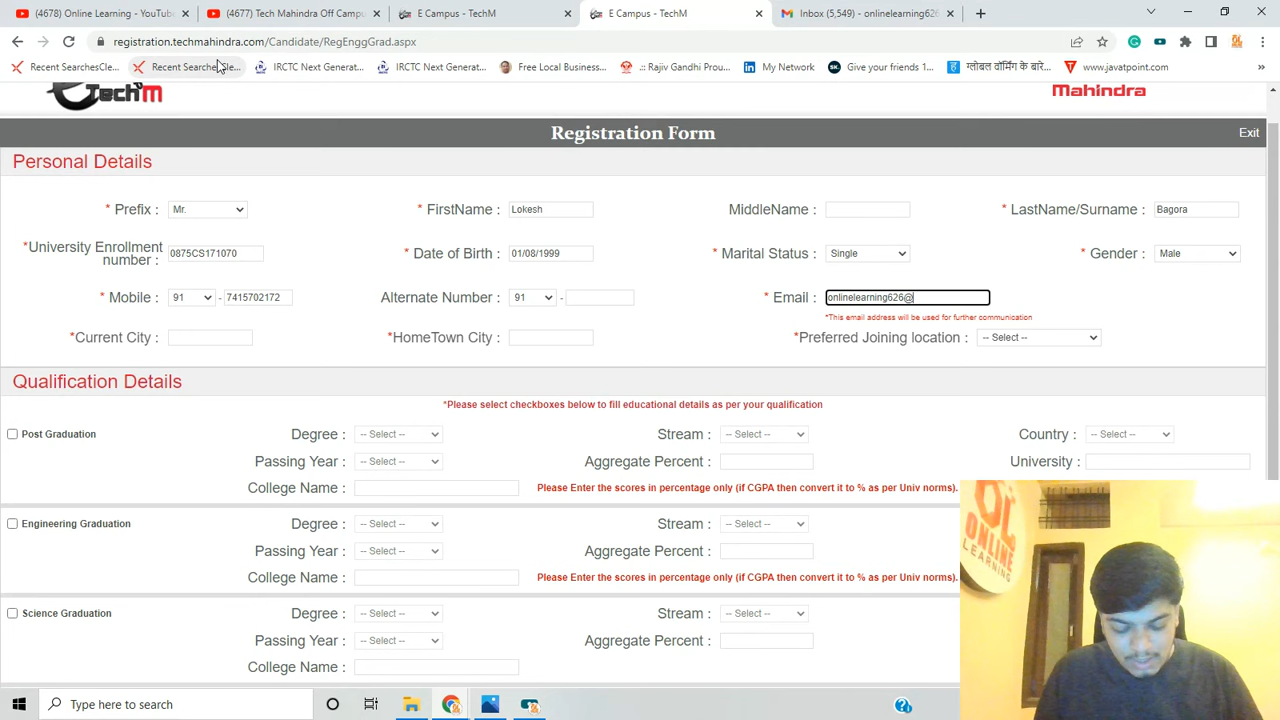 (4678) Online Learning - YouTube
(4677) Tech Mahindra Off Camp
E Campus - TechM
E Campus - TechM
Inbox (5,549) - onlinelearning626
registration.techmahindra.com/Candidate/RegEnggGrad.aspx
Recent SearchesCle...
Recent SearchesCle...
IRCTC Next Generat...
IRCTC Next Generat...
Free Local Business...
.: Rajiv Gandhi Prou...
My Network
Give your friends 1...
ग्लोबल वॉर्मिंग के बारे...
www.javatpoint.com
»
eTech'M
Mahindra
Registration Form
Exit
Personal Details
* Prefix : Mr.
* FirstName : Lokesh
MiddleName :
* LastName/Surname : Bagora
*University Enrollment number : 0875CS171070
* Date of Birth : 01/08/1999
* Marital Status : Single
* Gender : Male
* Mobile : 91 - 7415702172
Alternate Number : 91 -
* Email : onlinelearning626@
*This email address will be used for further communication
*Current City :
*HomeTown City :
*Preferred Joining location : -- Select --
Qualification Details
*Please select checkboxes below to fill educational details as per your qualification
Post Graduation
Degree : -- Select --
Stream : -- Select --
Country : -- Select --
Passing Year : -- Select --
Aggregate Percent :
University :
College Name :
Please Enter the scores in percentage only (if CGPA then convert it to % as per Univ norms).
Engineering Graduation
Degree : -- Select --
Stream : -- Select --
Passing Year : -- Select --
Aggregate Percent :
College Name :
Please Enter the scores in percentage only (if CGPA then convert it to % as per Univ norms).
Science Graduation
Degree : -- Select --
Stream : -- Select --
Passing Year : -- Select --
Aggregate Percent :
College Name :
OL
ONLINE
LEARNING
Type here to search